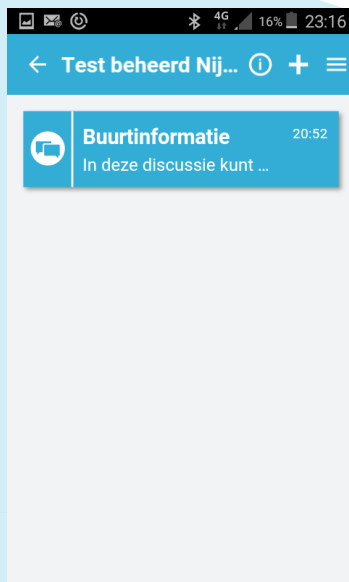 4G 16% 23:16
Test beheerd Nij...
Buurtinformatie 20:52
In deze discussie kunt ...